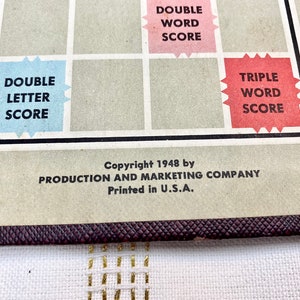 DOUBLE
WORD
SCORE
DOUBLE
LETTER
SCORE
TRIPLE
WORD
SCORE
Copyright 1948 by
PRODUCTION AND MARKETING COMPANY
Printed in U.S.A.